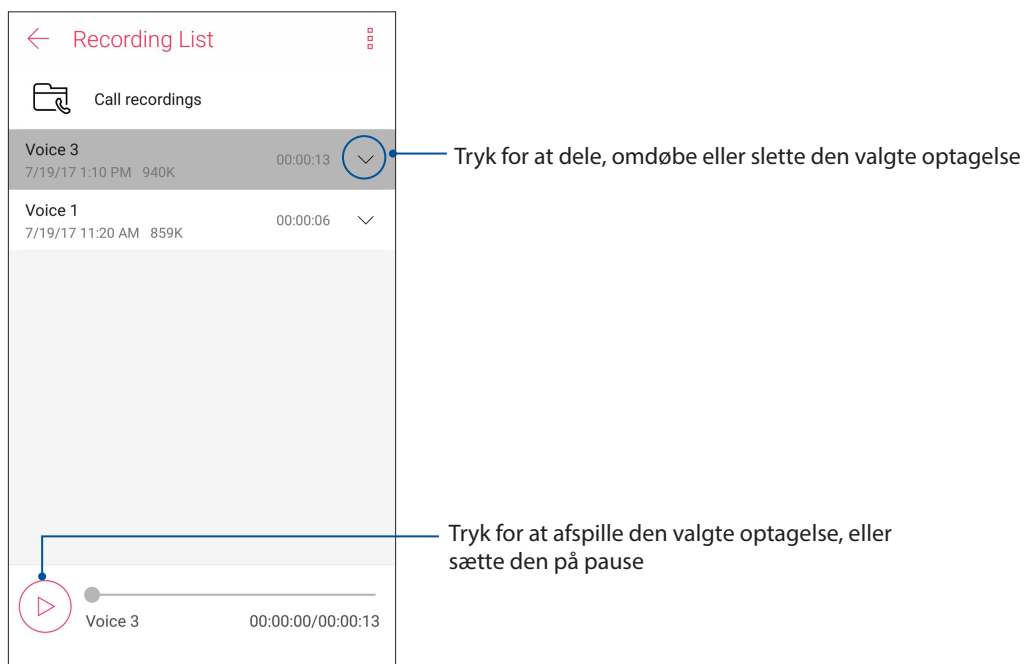 Recording List
Call recordings
Voice 3
00:00:13
7/19/17 1:10 PM 940K
Tryk for at dele, omdøbe eller slette den valgte optagelse
Voice 1
00:00:06
7/19/17 11:20 AM 859K
Tryk for at afspille den valgte optagelse, eller
sætte den på pause
Voice 3
00:00:00/00:00:13